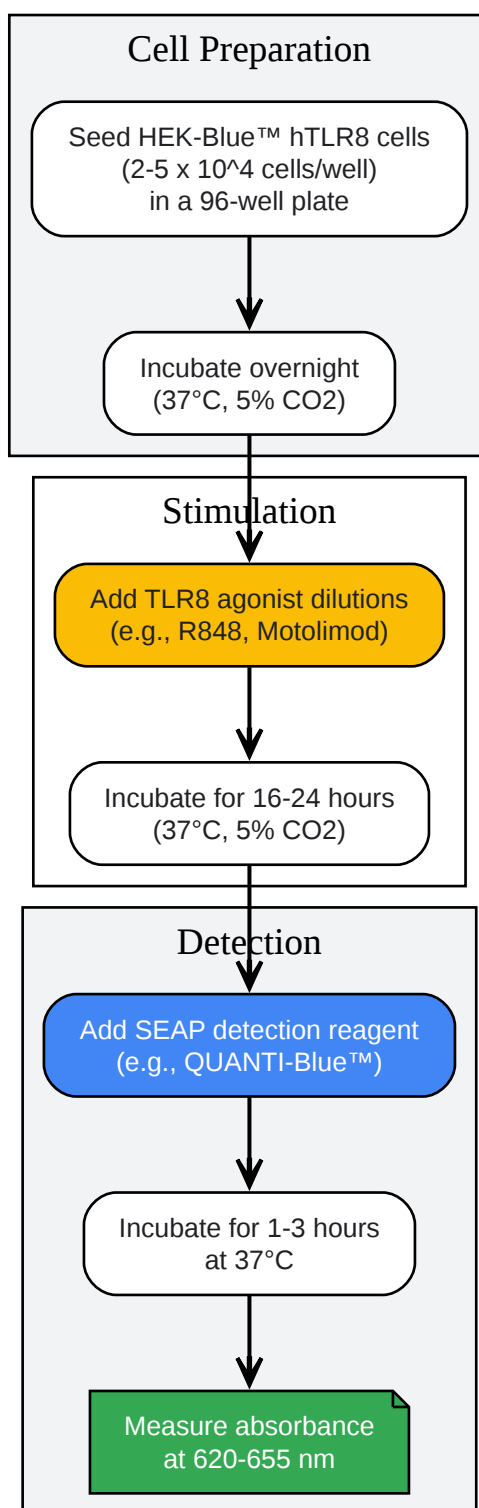 Cell Preparation
Seed HEK-Blue™ hTLR8 cells
(2-5 x 10^4 cells/well)
in a 96-well plate
Incubate overnight
(37°C, 5% CO2)
Stimulation
Add TLR8 agonist dilutions
(e.g., R848, Motolimod)
Incubate for 16-24 hours
(37°C, 5% CO2)
Detection
Add SEAP detection reagent
(e.g., QUANTI-Blue™)
Incubate for 1-3 hours
at 37°C
Measure absorbance
at 620-655 nm